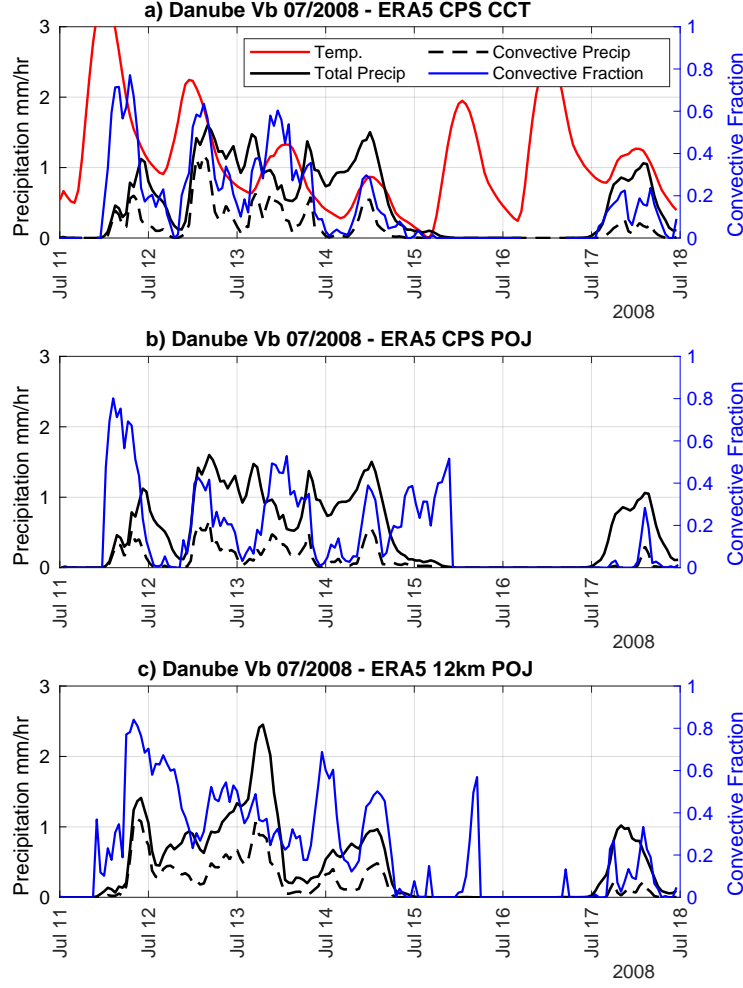 a) Danube Vb 07/2008 - ERA5 CPS CCT
Precipitation mm/hr
3
2
1
0
Temp.
Total Precip
Convective Precip
Convective Fraction
1
0.8
0.6
0.4
0.2
0
Convective Fraction
Jul 11
Jul 12
Jul 13
Jul 14
Jul 15
Jul 16
Jul 17
Jul 18
2008
b) Danube Vb 07/2008 - ERA5 CPS POJ
Precipitation mm/hr
3
2
1
0
1
0.8
0.6
0.4
0.2
0
Convective Fraction
Jul 11
Jul 12
Jul 13
Jul 14
Jul 15
Jul 16
Jul 17
2008
c) Danube Vb 07/2008 - ERA5 12km POJ
Precipitation mm/hr
3
2
1
0
1
0.8
0.6
0.4
0.2
0
Convective Fraction
Jul 11
Jul 12
Jul 13
Jul 14
Jul 15
Jul 16
Jul 17
Jul 18
2008